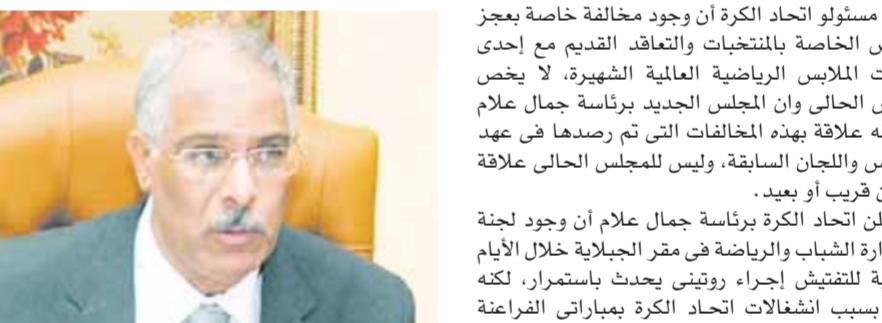 مسئولو اتحاد الكرة أن وجود مخالفة خاصة بعجز
الخاصة بالمنتخبات والتعاقد القديم مع إحدى
الملابس الرياضية العالمية الشهيرة، لا يخص
الحالى وان المجلس الجديد برئاسة جمال علام
علاقة بهذه المخالفات التى تم رصدها فى عهد
واللجان السابقة، وليس للمجلس الحالى علاقة
قريب أو بعيد.
اتحاد الكرة برئاسة جمال علام أن وجود لجنة
الشباب والرياضة فى مقر الجبلاية خلال الأيام
للتفتيش إجراء روتينى يحدث باستمرار، لكنه
بسبب انشغالات اتحاد الكرة بمباراتى الفراعنة